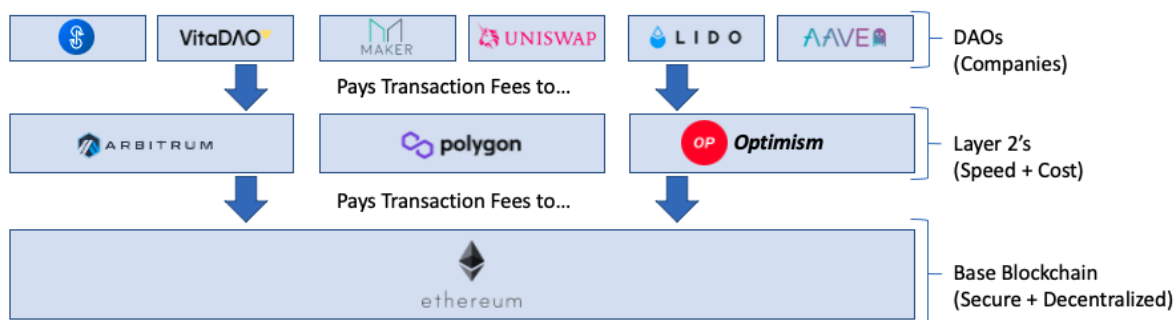 VitaDAO
MAKER
UNISWAP
LIDO
AAVE
DAOs
(Companies)
Pays Transaction Fees to...
ARBITRUM
polygon
OP Optimism
Layer 2's
(Speed + Cost)
Pays Transaction Fees to...
ethereum
Base Blockchain
(Secure + Decentralized)